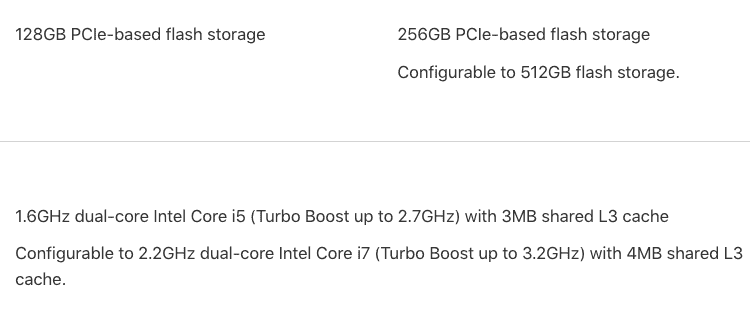 128GB PCIe-based flash storage
256GB PCIe-based flash storage
Configurable to 512GB flash storage.
1.6GHz dual-core Intel Core i5 (Turbo Boost up to 2.7GHz) with 3MB shared L3 cache
Configurable to 2.2GHz dual-core Intel Core i7 (Turbo Boost up to 3.2GHz) with 4MB shared L3
cache.